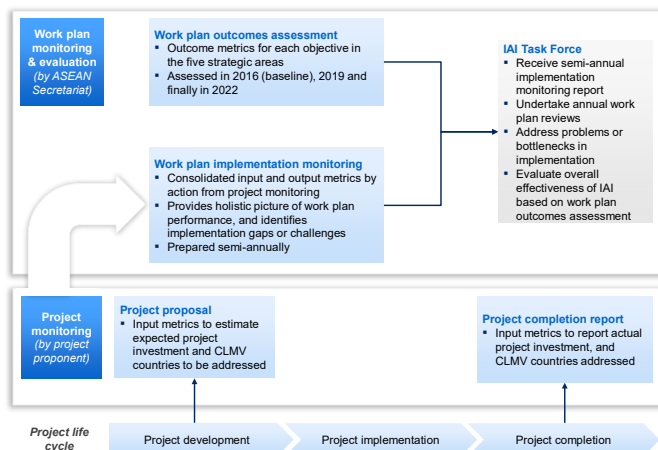 Work plan
monitoring
& evaluation
(by ASEAN
Secretariat)
Work plan outcomes assessment
▪ Outcome metrics for each objective in
the five strategic areas
▪ Assessed in 2016 (baseline), 2019 and
finally in 2022
IAI Task Force
▪ Receive semi-annual
implementation
monitoring report
▪ Undertake annual work
plan reviews
▪ Address problems or
bottlenecks in
implementation
▪ Evaluate overall
effectiveness of IAI
based on work plan
outcomes assessment
Work plan implementation monitoring
▪ Consolidated input and output metrics by
action from project monitoring
▪ Provides holistic picture of work plan
performance, and identifies
implementation gaps or challenges
▪ Prepared semi-annually
Project
monitoring
(by project
proponent)
Project proposal
▪ Input metrics to estimate
expected project
investment and CLMV
countries to be addressed
Project completion report
▪ Input metrics to report actual
project investment, and
CLMV countries addressed
Project life
cycle
Project development
Project implementation
Project completion